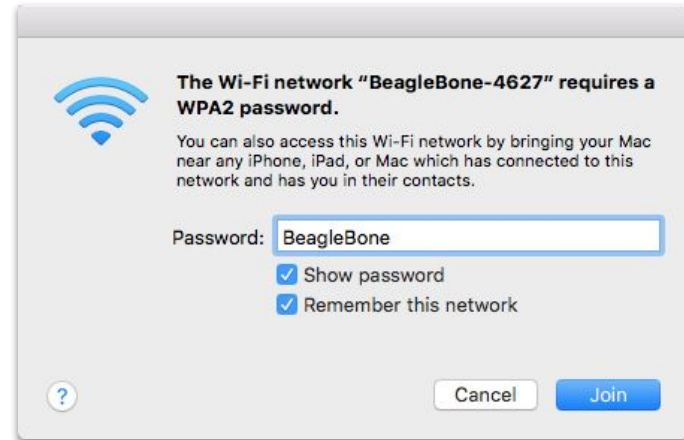 The Wi-Fi network “BeagleBone-4627” requires a
WPA2 password.
You can also access this Wi-Fi network by bringing your Mac
near any iPhone, iPad, or Mac which has connected to this
network and has you in their contacts.
Password: BeagleBone
Show password
Remember this network
? Cancel Join